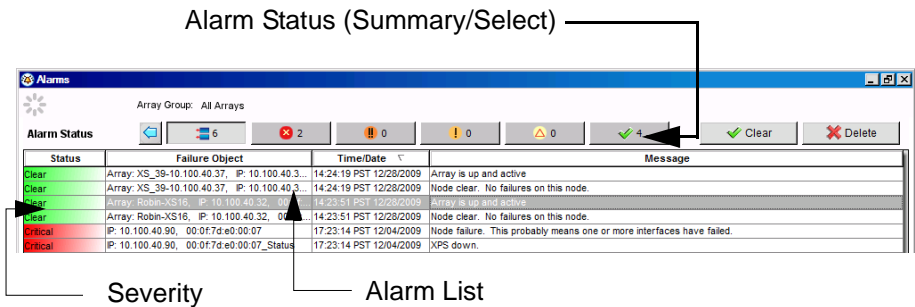 Alarm Status (Summary/Select)
Alarms
Array Group: All Arrays
Alarm Status 6 2 0 0 0 4 Clear Delete
Status Failure Object Time/Date Message
Clear Array: XS_39-10.100.40.37, IP: 10.100.40.3... 14:24:19 PST 12/28/2009 Array is up and active
Clear Array: XS_39-10.100.40.37, IP: 10.100.40.3... 14:24:19 PST 12/28/2009 Node clear. No failures on this node.
Clear Array: Robin-XS16, IP: 10.100.40.32, 00:... 14:23:51 PST 12/28/2009 Array is up and active
Clear Array: Robin-XS16, IP: 10.100.40.32, 00:... 14:23:51 PST 12/28/2009 Node clear. No failures on this node.
Critical IP: 10.100.40.90, 00:0f:7d:e0:00:07 17:23:14 PST 12/04/2009 Node failure. This probably means one or more interfaces have failed.
Critical IP: 10.100.40.90, 00:0f:7d:e0:00:07_Status 17:23:14 PST 12/04/2009 XPS down.
Severity
Alarm List